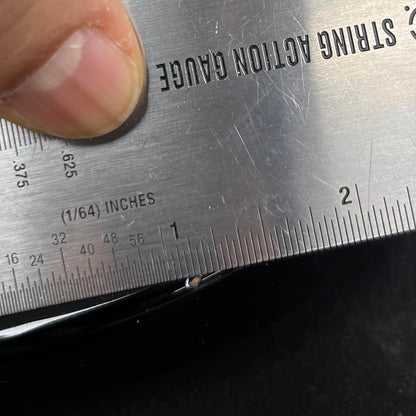 STRING ACTION GAUGE
.375 .625
(1/64) INCHES
1 2
16 24 32 40 48 56